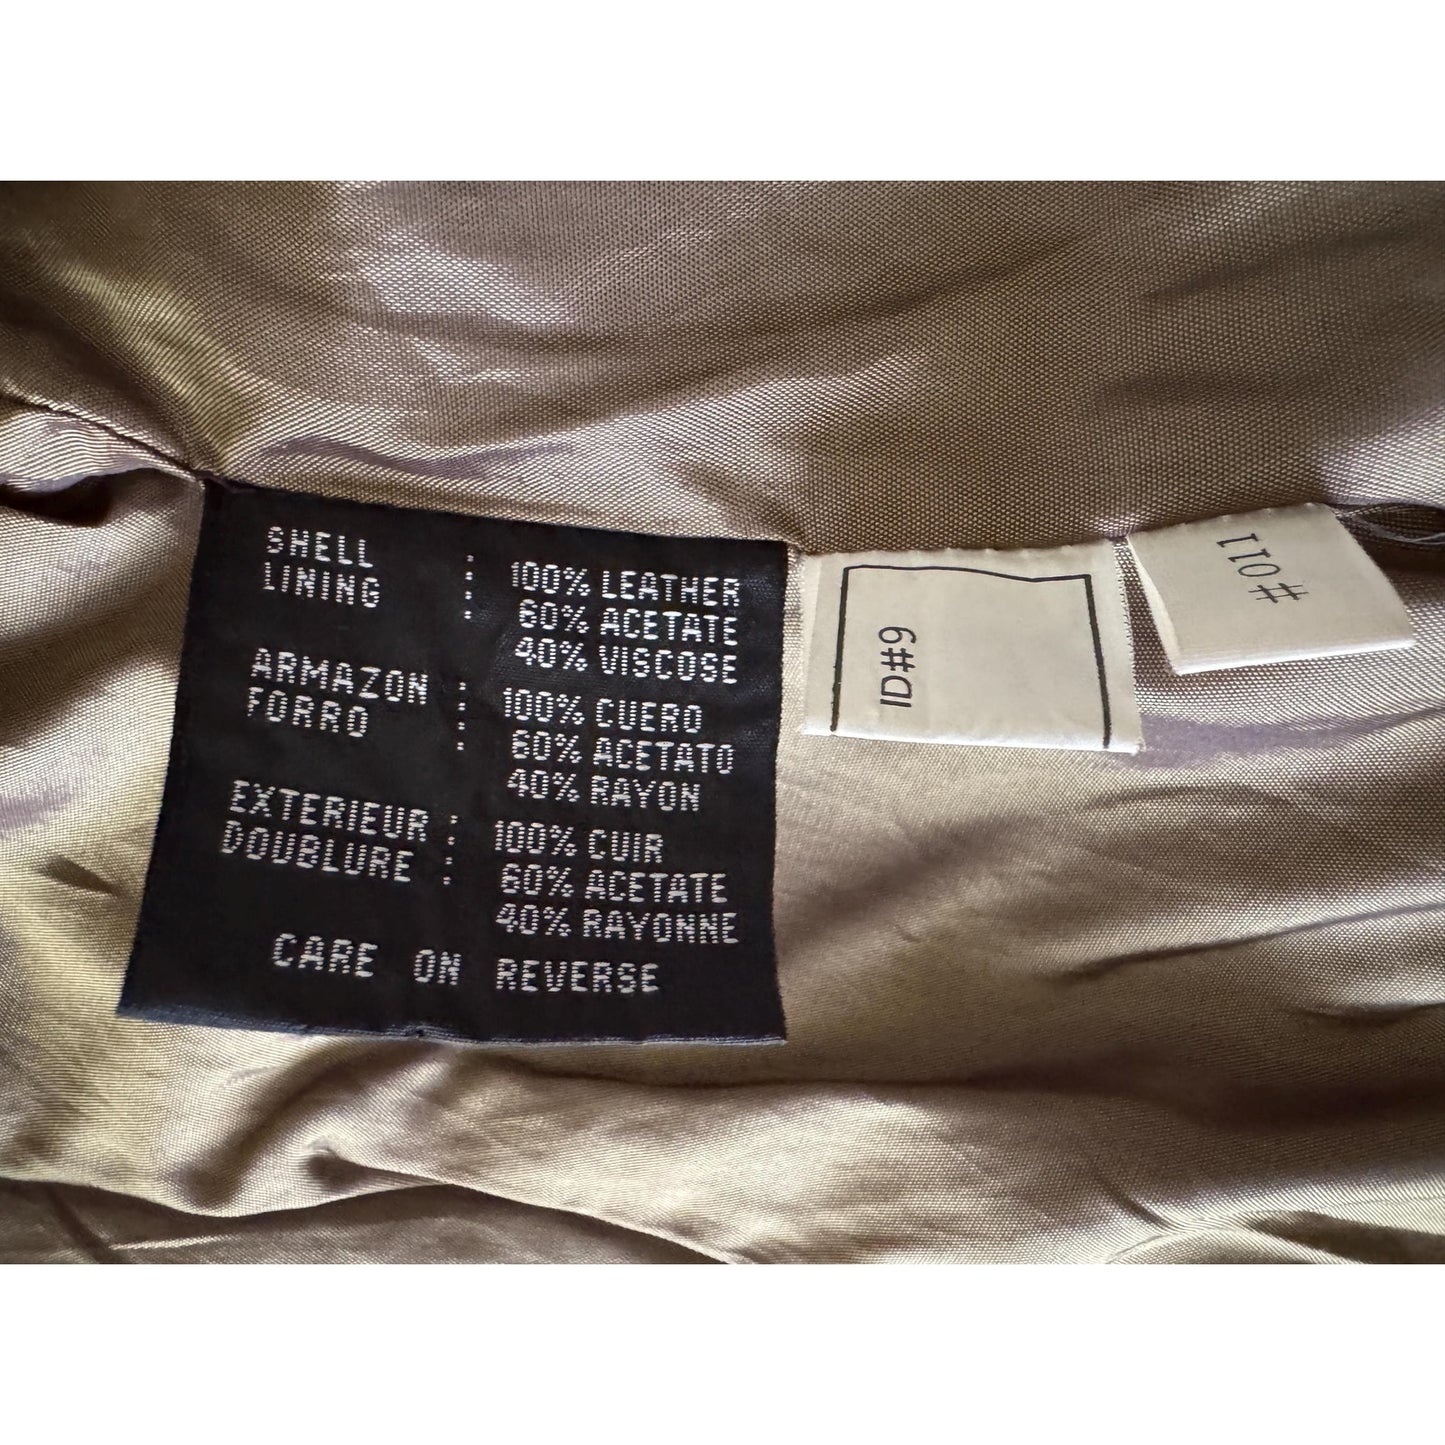 SHELL : 100% LEATHER
LINING : 60% ACETATE
: 40% VISCOSE
ARMAZON : 100% CUERO
FORRO : 60% ACETATO
: 40% RAYON
EXTERIEUR : 100% CUIR
DOUBLURE : 60% ACETATE
: 40% RAYONNE
CARE ON REVERSE
ID#9
#011